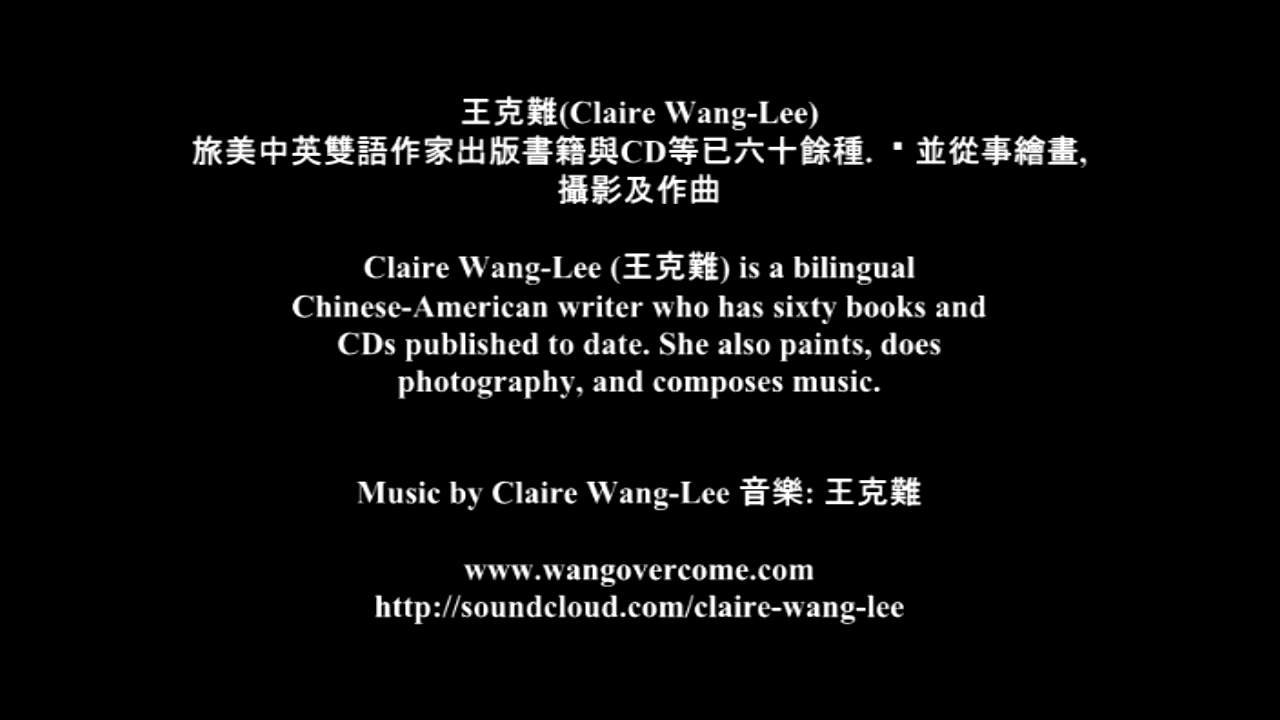 王克難(Claire Wang-Lee)
旅美中英雙語作家出版書籍與CD等已六十餘種. ▪ 並從事繪畫,
攝影及作曲
Claire Wang-Lee (王克難) is a bilingual
Chinese-American writer who has sixty books and
CDs published to date. She also paints, does
photography, and composes music.
Music by Claire Wang-Lee 音樂: 王克難
www.wangovercome.com
http://soundcloud.com/claire-wang-lee